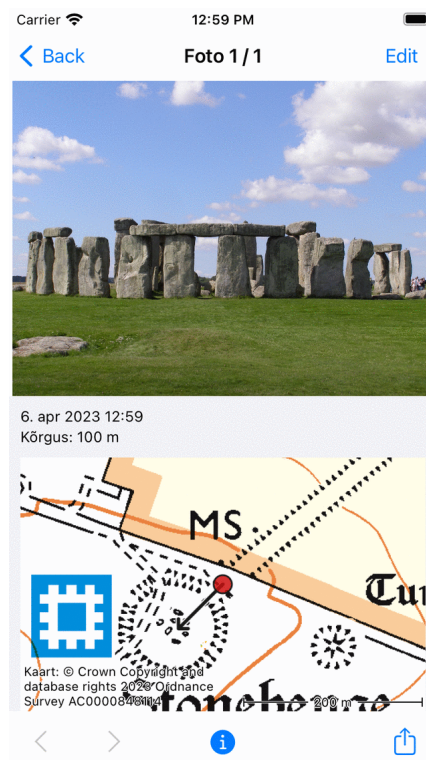 Carrier 12:59 PM
Back Foto 1 / 1 Edit
6. apr 2023 12:59
Kõrgus: 100 m
MS
Kaart: © Crown Copyright and
database rights 2023 Ordnance
Survey
200 m